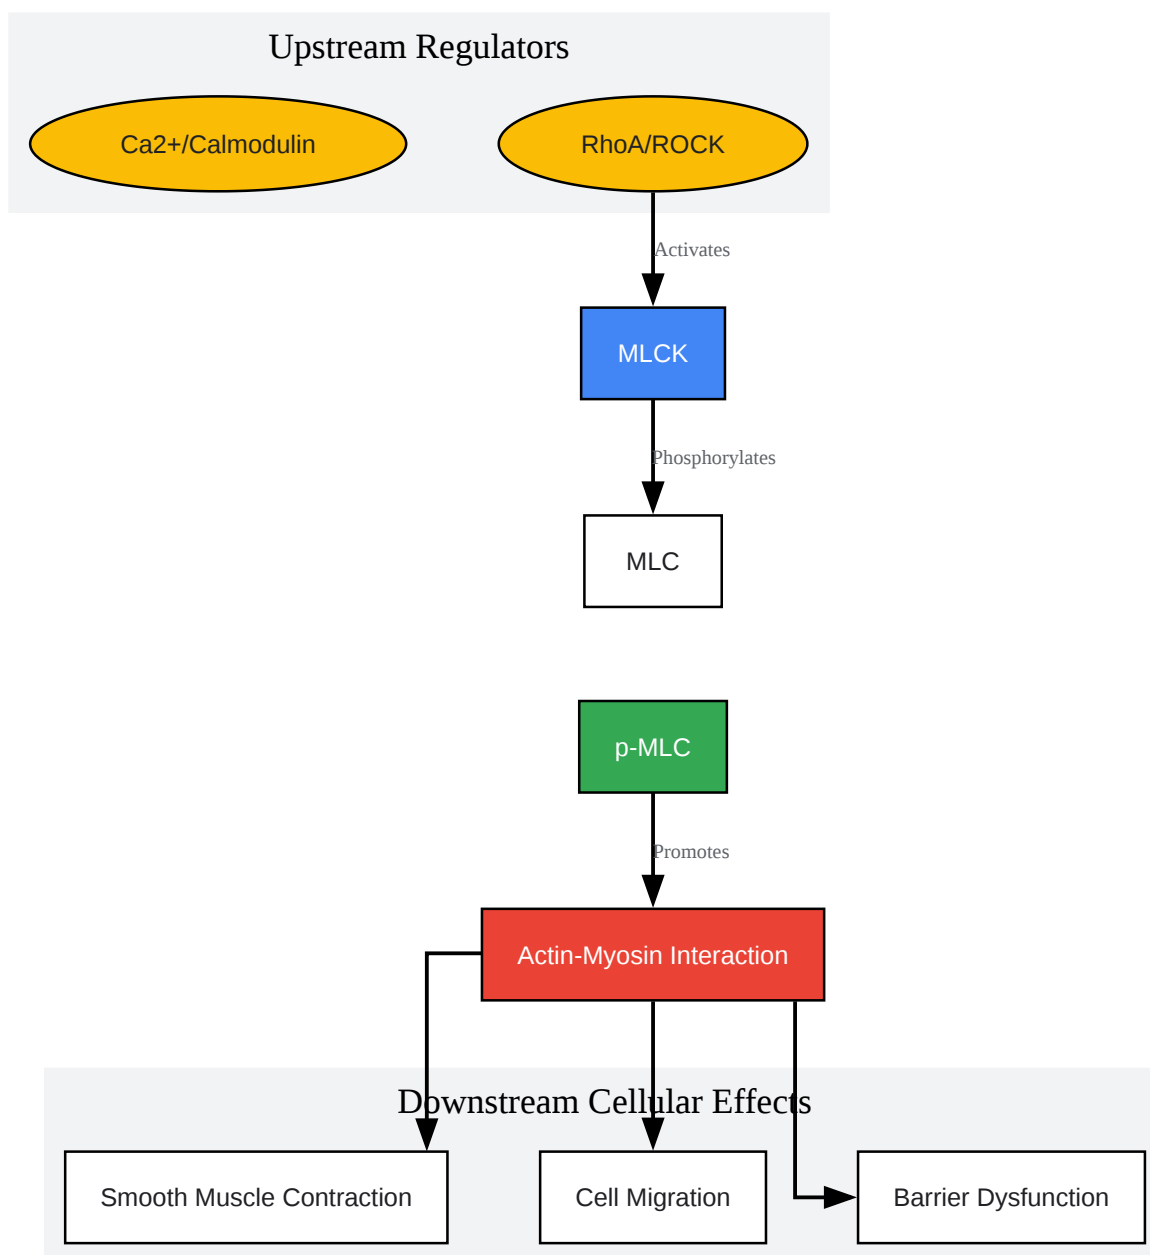 Upstream Regulators
Ca2+/Calmodulin
RhoA/ROCK
Activates
MLCK
Phosphorylates
MLC
p-MLC
Promotes
Actin-Myosin Interaction
Downstream Cellular Effects
Smooth Muscle Contraction
Cell Migration
Barrier Dysfunction